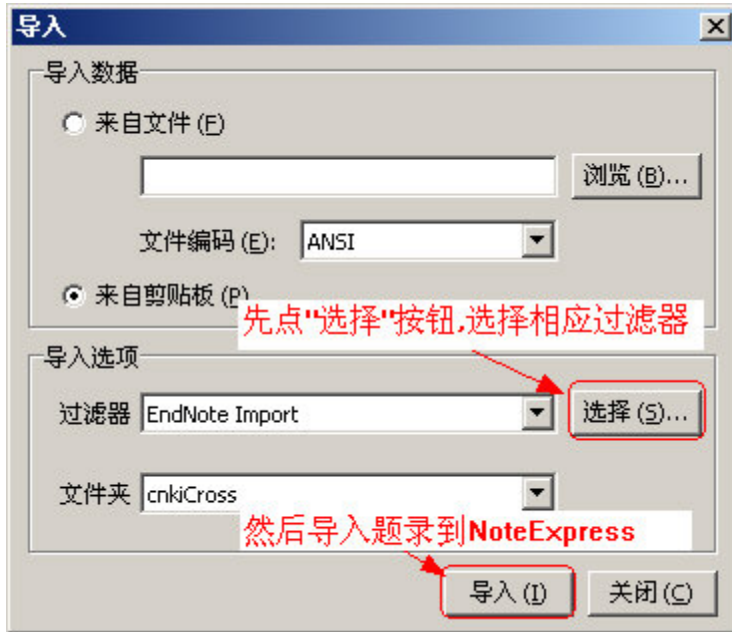 导入
导入数据
来自文件(F)
浏览(B)...
文件编码(E): ANSI
来自剪贴板(P)
先点"选择"按钮,选择相应过滤器
导入选项
过滤器 EndNote Import 选择(S)...
文件夹 cnkiCross
然后导入题录到NoteExpress
导入(I) 关闭(C)